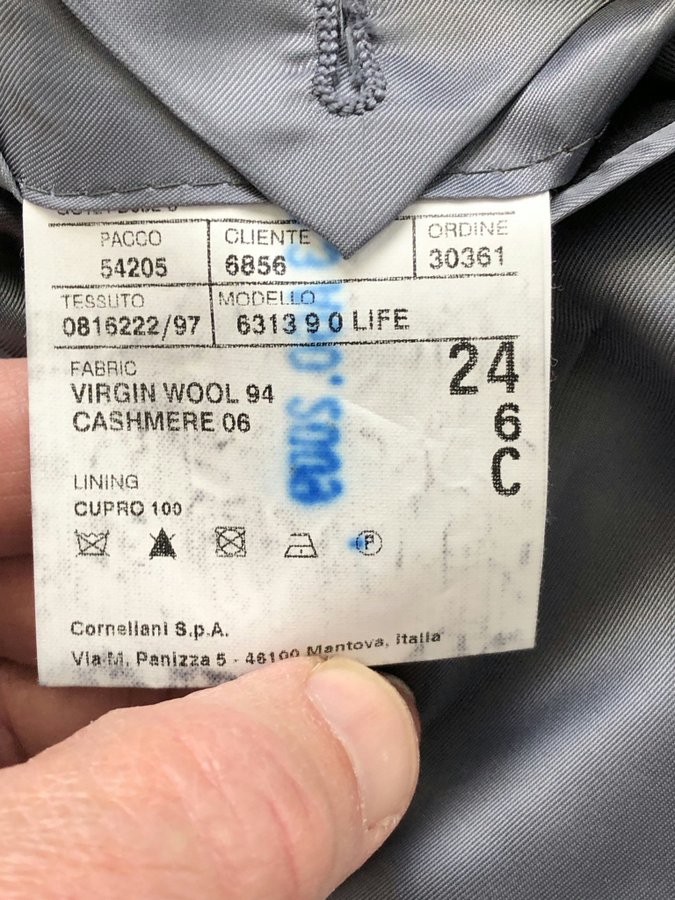 PACCO CLIENTE ORDINE
54205 6856 30361
TESSUTO MODELLO
0816222/97 6313 9 0 LIFE
FABRIC
VIRGIN WOOL 94
CASHMERE 06
24
6
C
LINING
CUPRO 100
P
Corneliani S.p.A.
Via M. Panizza 5 - 46100 Mantova, Italia